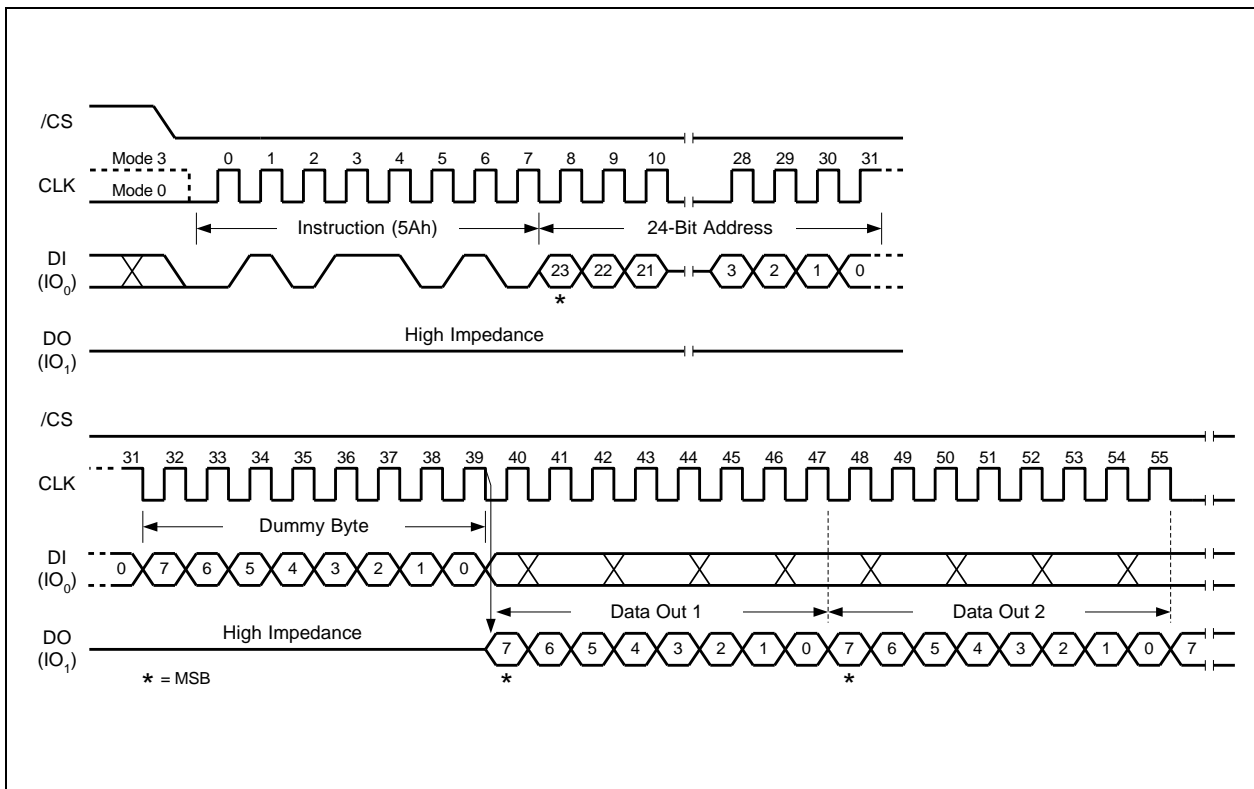 /CS
Mode 3 0 1 2 3 4 5 6 7 8 9 10 28 29 30 31
CLK
Mode 0
Instruction (5Ah) 24-Bit Address
DI
(IO0)
23 22 21 3 2 1 0
*
High Impedance
DO
(IO1)
/CS
31 32 33 34 35 36 37 38 39 40 41 42 43 44 45 46 47 48 49 50 51 52 53 54 55
CLK
Dummy Byte
DI
(IO0)
0 7 6 5 4 3 2 1 0
Data Out 1 Data Out 2
High Impedance
DO
(IO1)
7 6 5 4 3 2 1 0 7 6 5 4 3 2 1 0 7
* = MSB * *